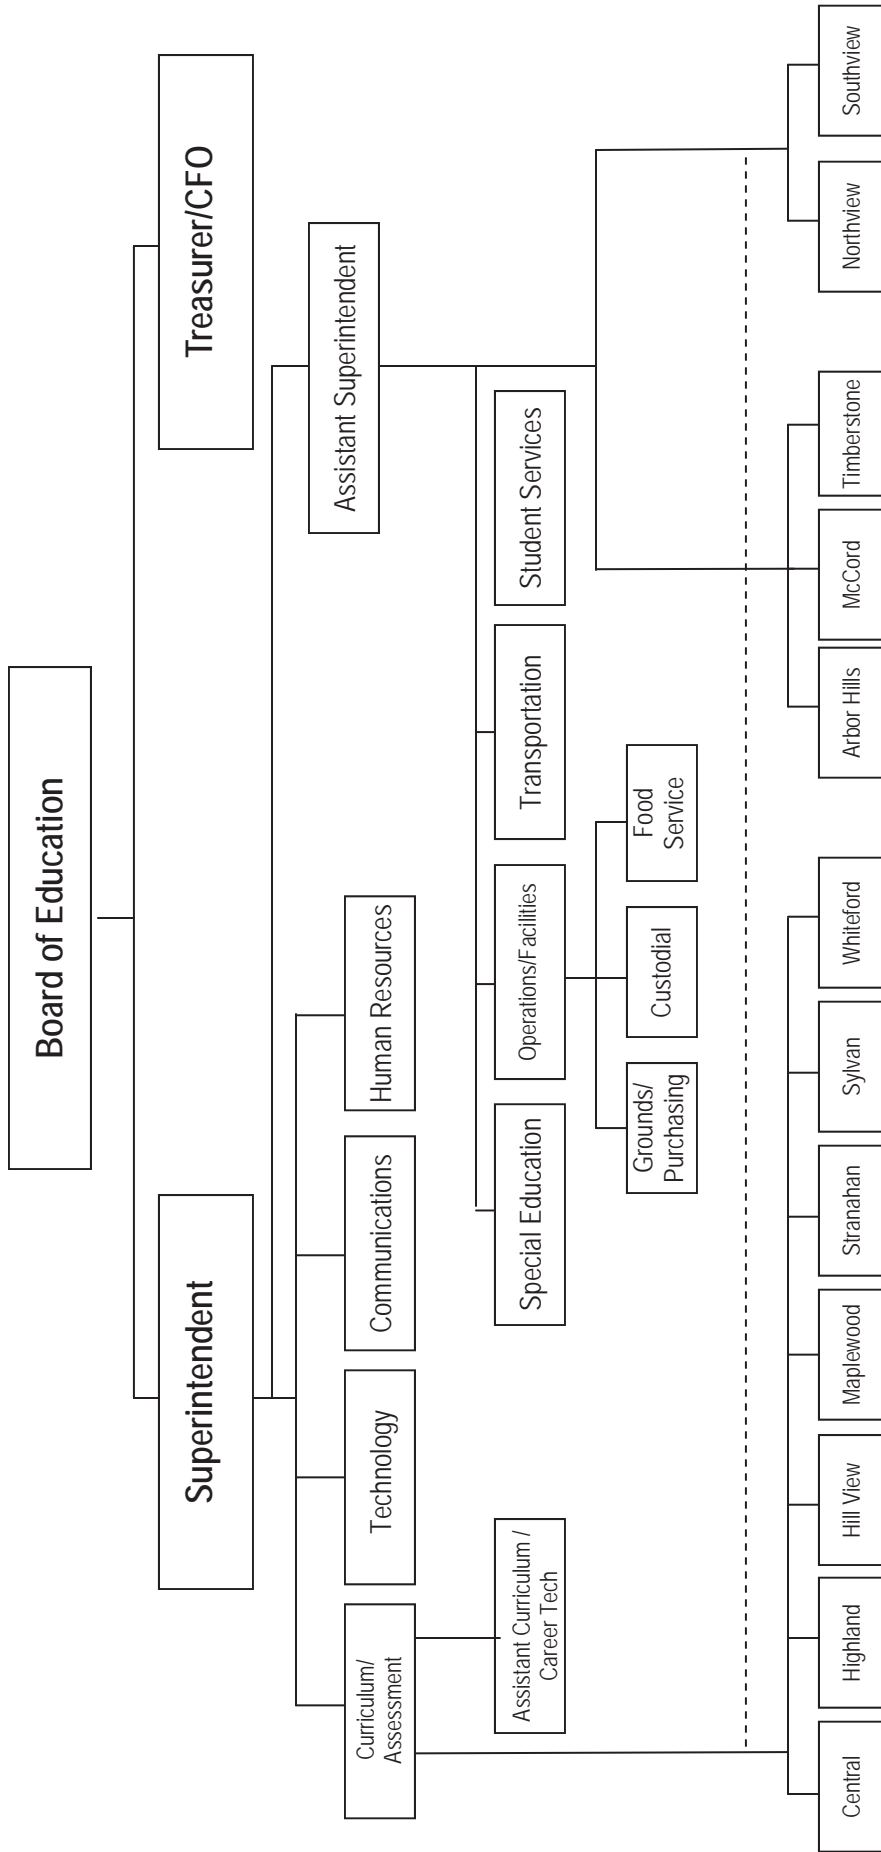 Board of Education
Superintendent
Treasurer/CFO
Assistant Superintendent
Curriculum/
Assessment
Technology
Communications
Human Resources
Assistant Curriculum /
Career Tech
Special Education
Operations/Facilities
Transportation
Student Services
Grounds/
Purchasing
Custodial
Food
Service
Central
Highland
Hill View
Maplewood
Stranahan
Sylvan
Whiteford
Arbor Hills
McCord
Timberstone
Northview
Southview